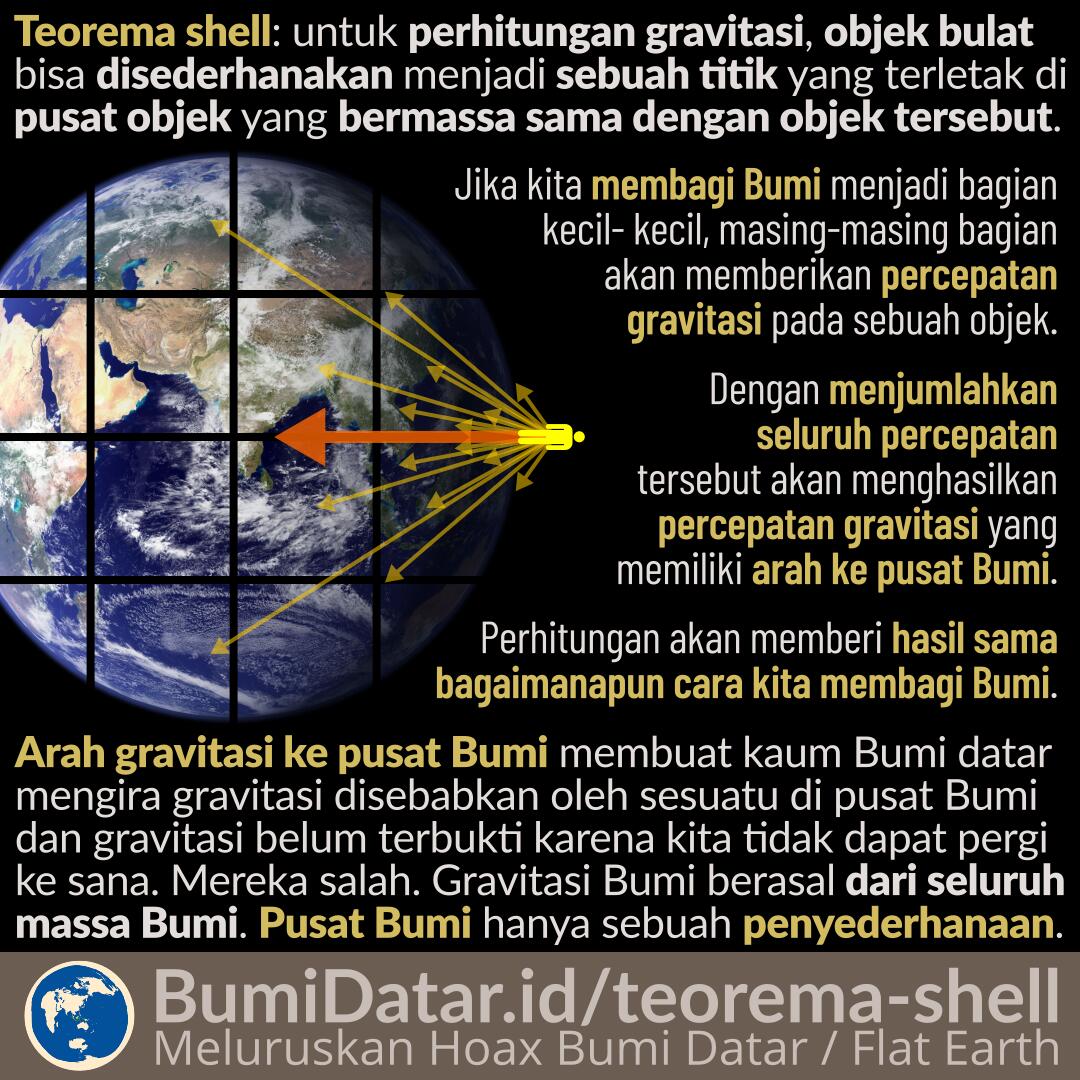 Teorema shell: untuk perhitungan gravitasi, objek bulat
bisa disederhanakan menjadi sebuah titik yang terletak di
pusat objek yang bermassa sama dengan objek tersebut.
Jika kita membagi Bumi menjadi bagian
kecil- kecil, masing-masing bagian
akan memberikan percepatan
gravitasi pada sebuah objek.
Dengan menjumlahkan
seluruh percepatan
tersebut akan menghasilkan
percepatan gravitasi yang
memiliki arah ke pusat Bumi.
Perhitungan akan memberi hasil sama
bagaimanapun cara kita membagi Bumi.
Arah gravitasi ke pusat Bumi membuat kaum Bumi datar
mengira gravitasi disebabkan oleh sesuatu di pusat Bumi
dan gravitasi belum terbukti karena kita tidak dapat pergi
ke sana. Mereka salah. Gravitasi Bumi berasal dari seluruh
massa Bumi. Pusat Bumi hanya sebuah penyederhanaan.
BumiDatar.id/teorema-shell
Meluruskan Hoax Bumi Datar / Flat Earth